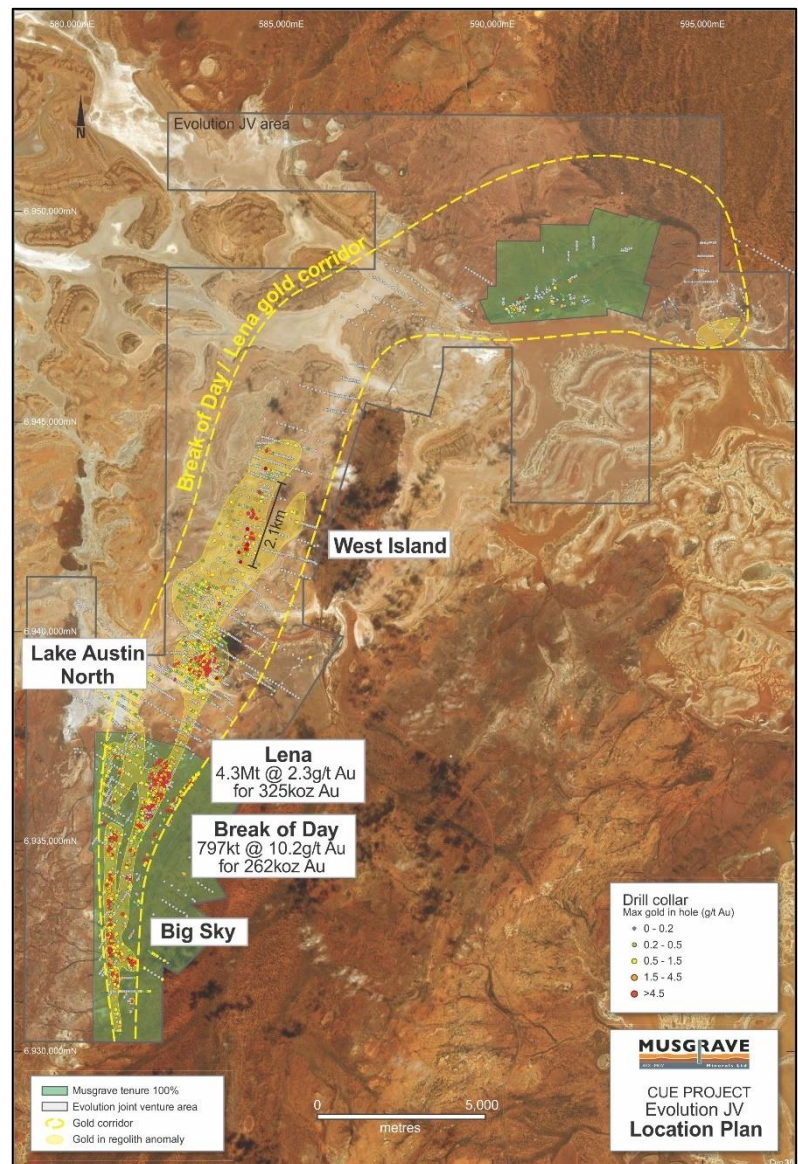 580,000mE
585,000mE
590,000mE
595,000mE
N
Evolution JV area
6,950,000mN
Break of Day / Lena gold corridor
6,945,000mN
2.1km
West Island
6,940,000mN
Lake Austin
North
Lena
4.3Mt @ 2.3g/t Au
for 325koz Au
6,935,000mN
Break of Day
797kt @ 10.2g/t Au
for 262koz Au
Big Sky
6,930,000mN
Drill collar
Max gold in hole (g/t Au)
0 - 0.2
0.2 - 0.5
0.5 - 1.5
1.5 - 4.5
>4.5
MUSGRAVE
Minerals Ltd
CUE PROJECT
Evolution JV
Location Plan
Musgrave tenure 100%
Evolution joint venture area
Gold corridor
Gold in regolith anomaly
0
5,000
metres